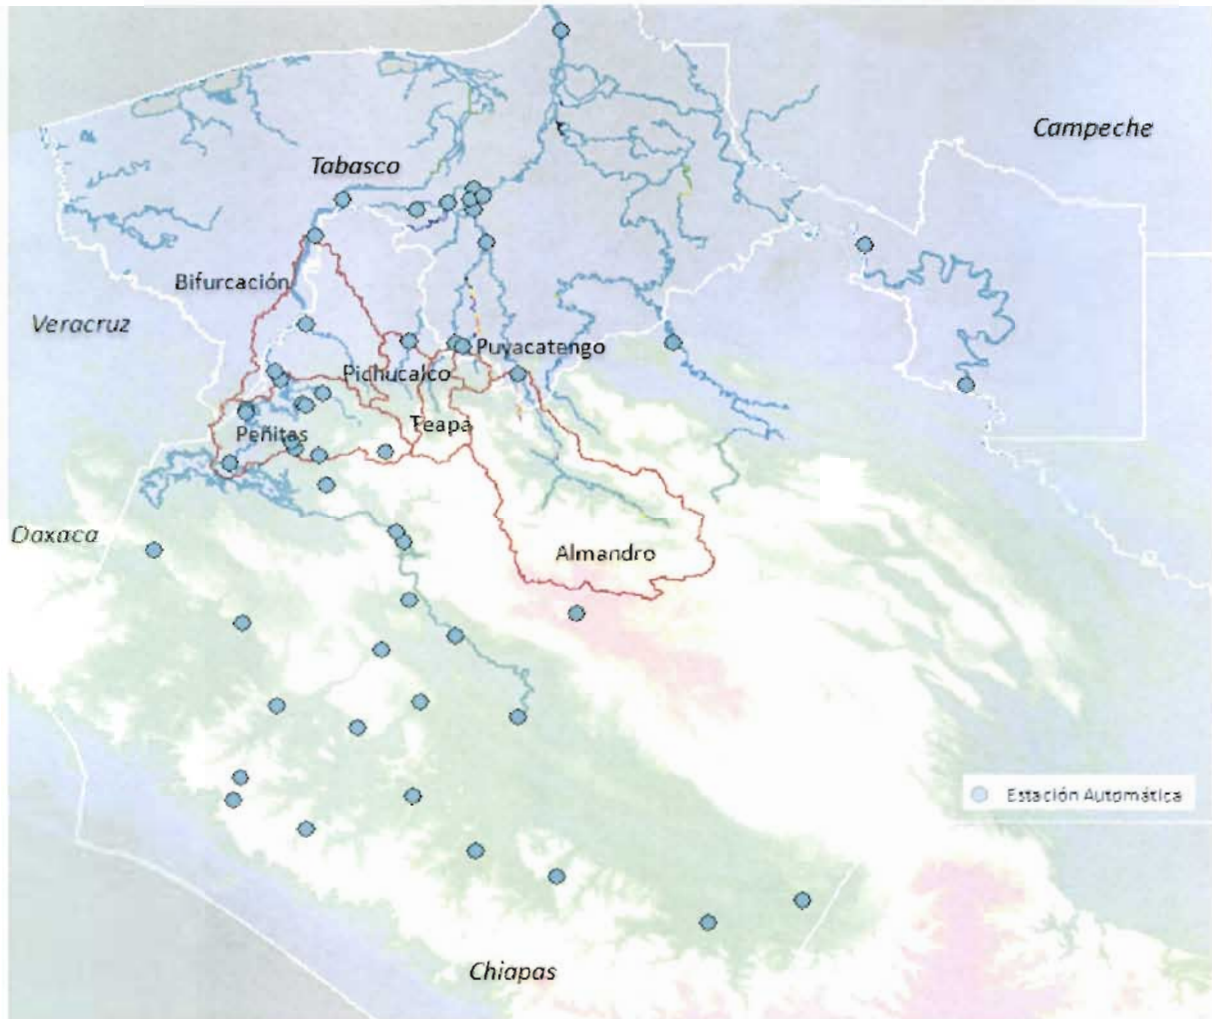 Campeche
Tabasco
Bifurcación
Veracruz
Puyacatengo
Pichucalco
Teapa
Peñitas
Oaxaca
Almandro
Estación Automática
Chiapas